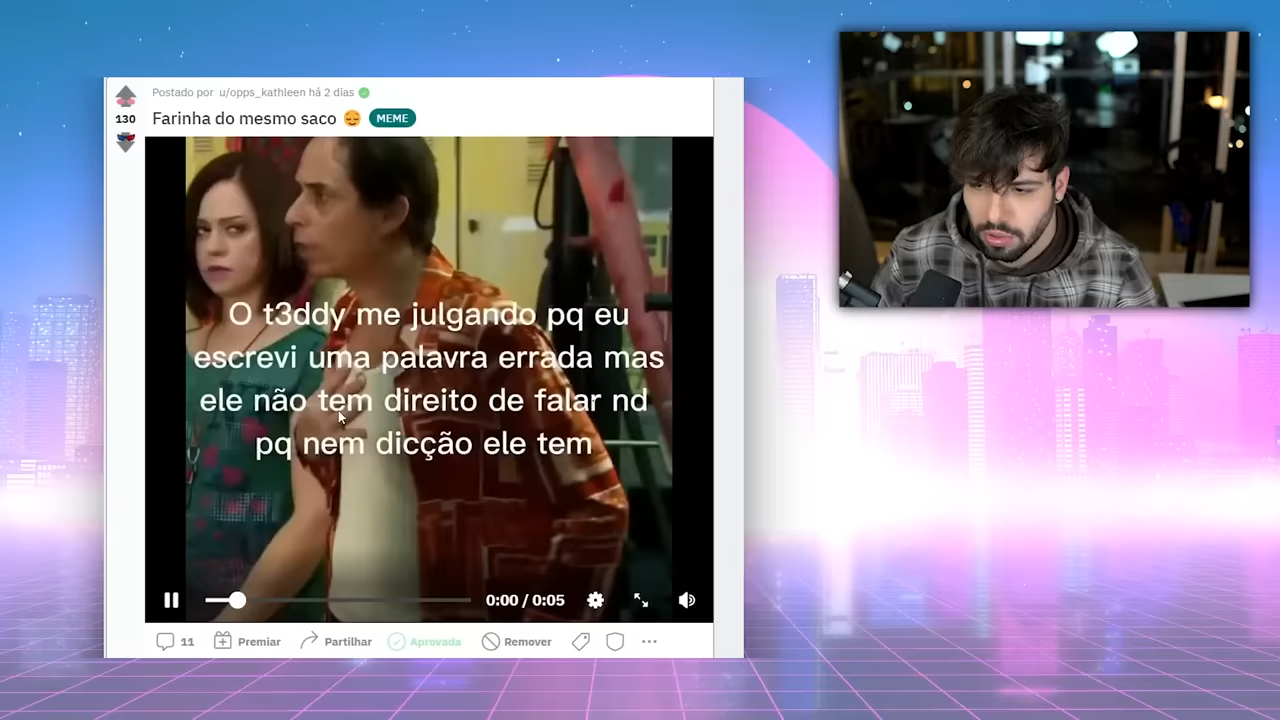 Postado por u/opps_kathleen há 2 dias
130
Farinha do mesmo saco 😌 MEME
O t3ddy me julgando pq eu
escrevi uma palavra errada mas
ele não tem direito de falar nd
pq nem dicção ele tem
0:00 / 0:05
11 Premiar Partilhar Aprovada Remover